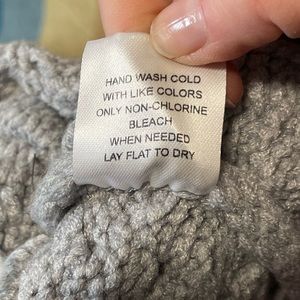 HAND WASH COLD
WITH LIKE COLORS
ONLY NON-CHLORINE
BLEACH
WHEN NEEDED
LAY FLAT TO DRY